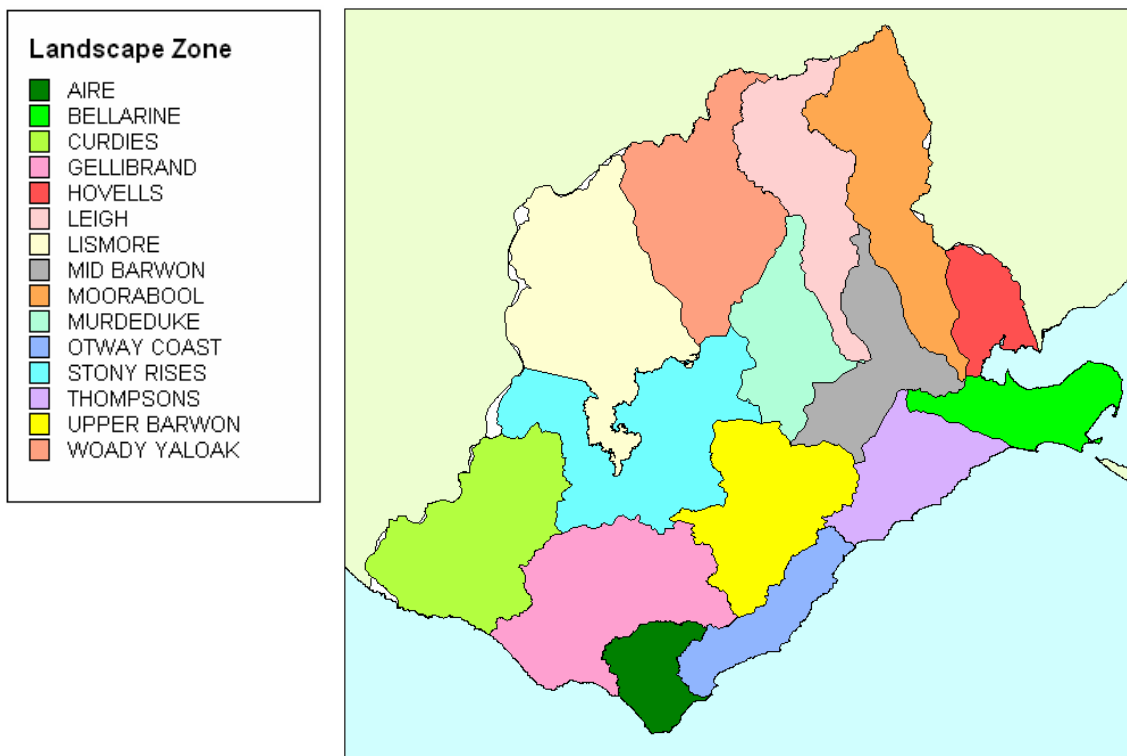 Landscape Zone
AIRE
BELLARINE
CURDIES
GELLIBRAND
HOVELLS
LEIGH
LISMORE
MID BARWON
MOORABOOL
MURDEDUKE
OTWAY COAST
STONY RISES
THOMPSONS
UPPER BARWON
WOADY YALOAK